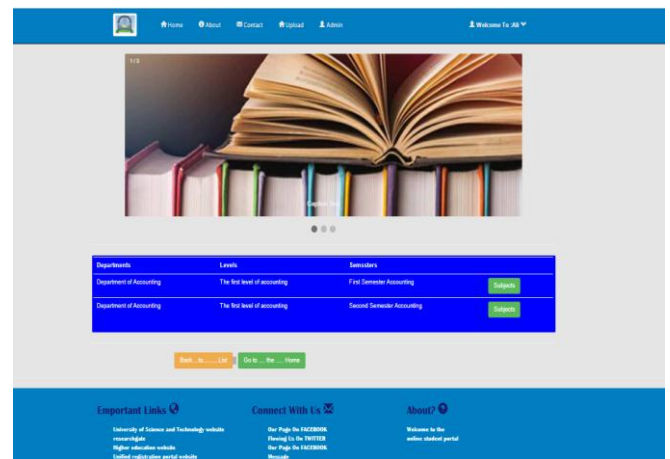 Home About Contact Upload Admin Welcome To :Ali
1/3
Caption Text
Departments Levels Semssters
Department of Accounting The first level of accounting First Semester Accounting Subjects
Department of Accounting The first level of accounting Second Semester Accounting Subjects
Back .. to ........ List Go to .... the ..... Home
Emportant Links Connect With Us About?
University of Science and Technology website Our Page On FACEBOOK Welcome to the
researchgate Flowing Us On TWITTER online student portal
Higher education website Our Page On FACEBOOK
Unified registration portal website Message